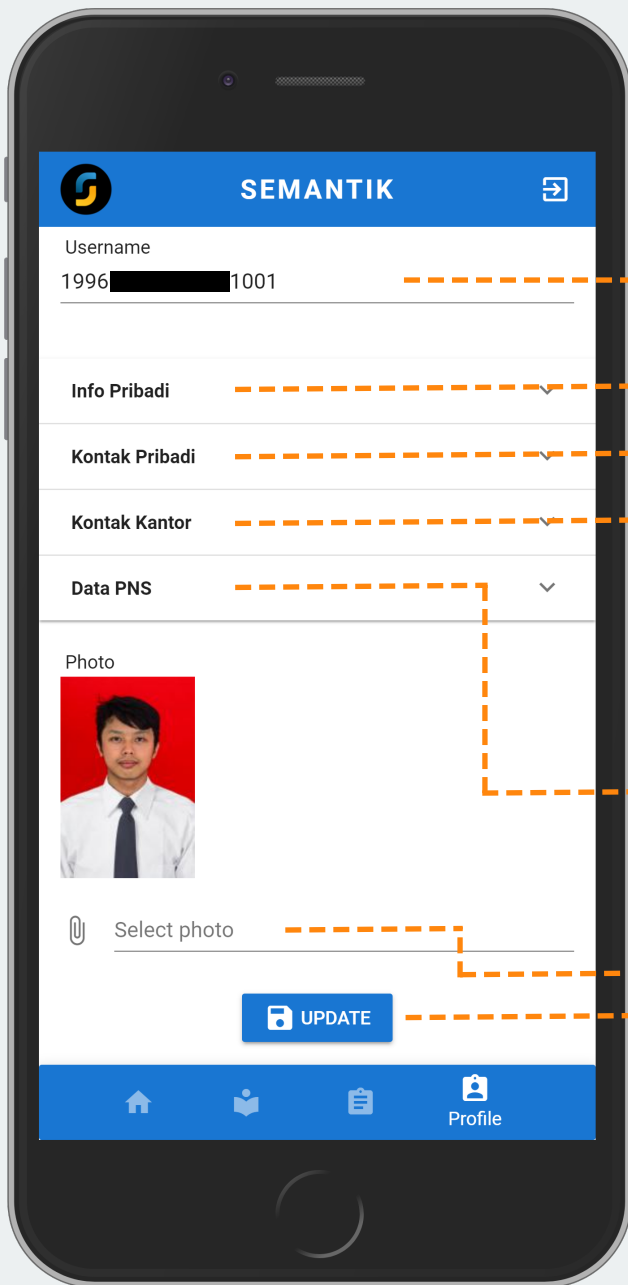 SEMANTIK
Username
1996 1001
Info Pribadi
Kontak Pribadi
Kontak Kantor
Data PNS
Photo
Select photo
UPDATE
Profile